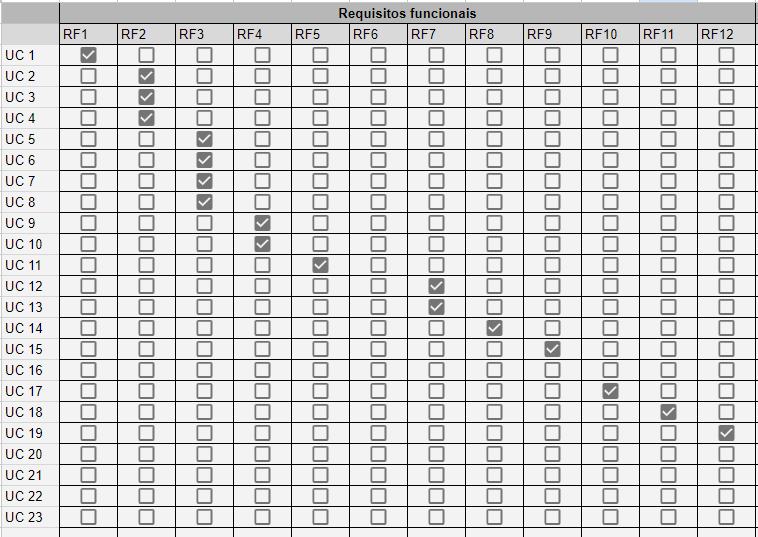 Requisitos funcionais
RF1 RF2 RF3 RF4 RF5 RF6 RF7 RF8 RF9 RF10 RF11 RF12
UC 1
UC 2
UC 3
UC 4
UC 5
UC 6
UC 7
UC 8
UC 9
UC 10
UC 11
UC 12
UC 13
UC 14
UC 15
UC 16
UC 17
UC 18
UC 19
UC 20
UC 21
UC 22
UC 23